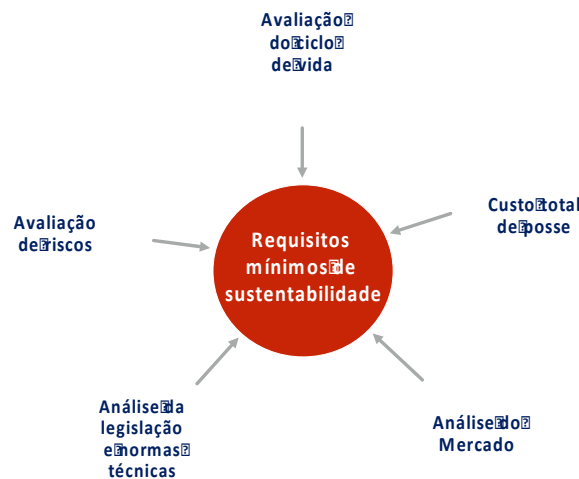 Avaliação
do ciclo
de vida
Custo total
de posse
Avaliação
de riscos
Requisitos
mínimos de
sustentabilidade
Análise da
legislação
e normas
técnicas
Análise do
Mercado